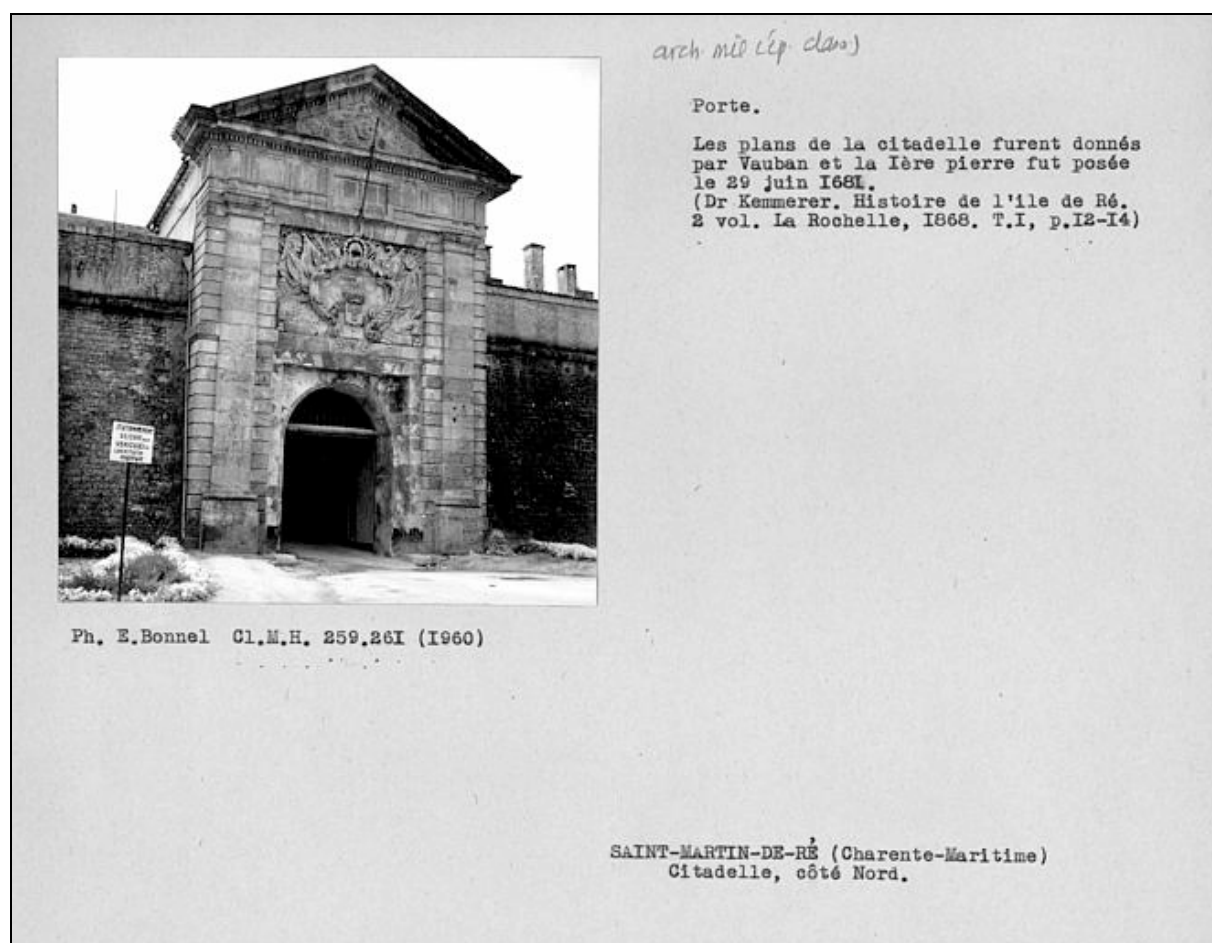 arch. mil (ép. class)
Porte.
Les plans de la citadelle furent donnés
par Vauban et la Ière pierre fut posée
le 29 juin I68I.
(Dr Kemmerer. Histoire de l'ile de Ré.
2 vol. La Rochelle, I868. T.I, p.I2-I4)
Ph. E.Bonnel Cl.M.H. 259.26I (I960)
SAINT-MARTIN-DE-RÉ (Charente-Maritime)
Citadelle, côté Nord.